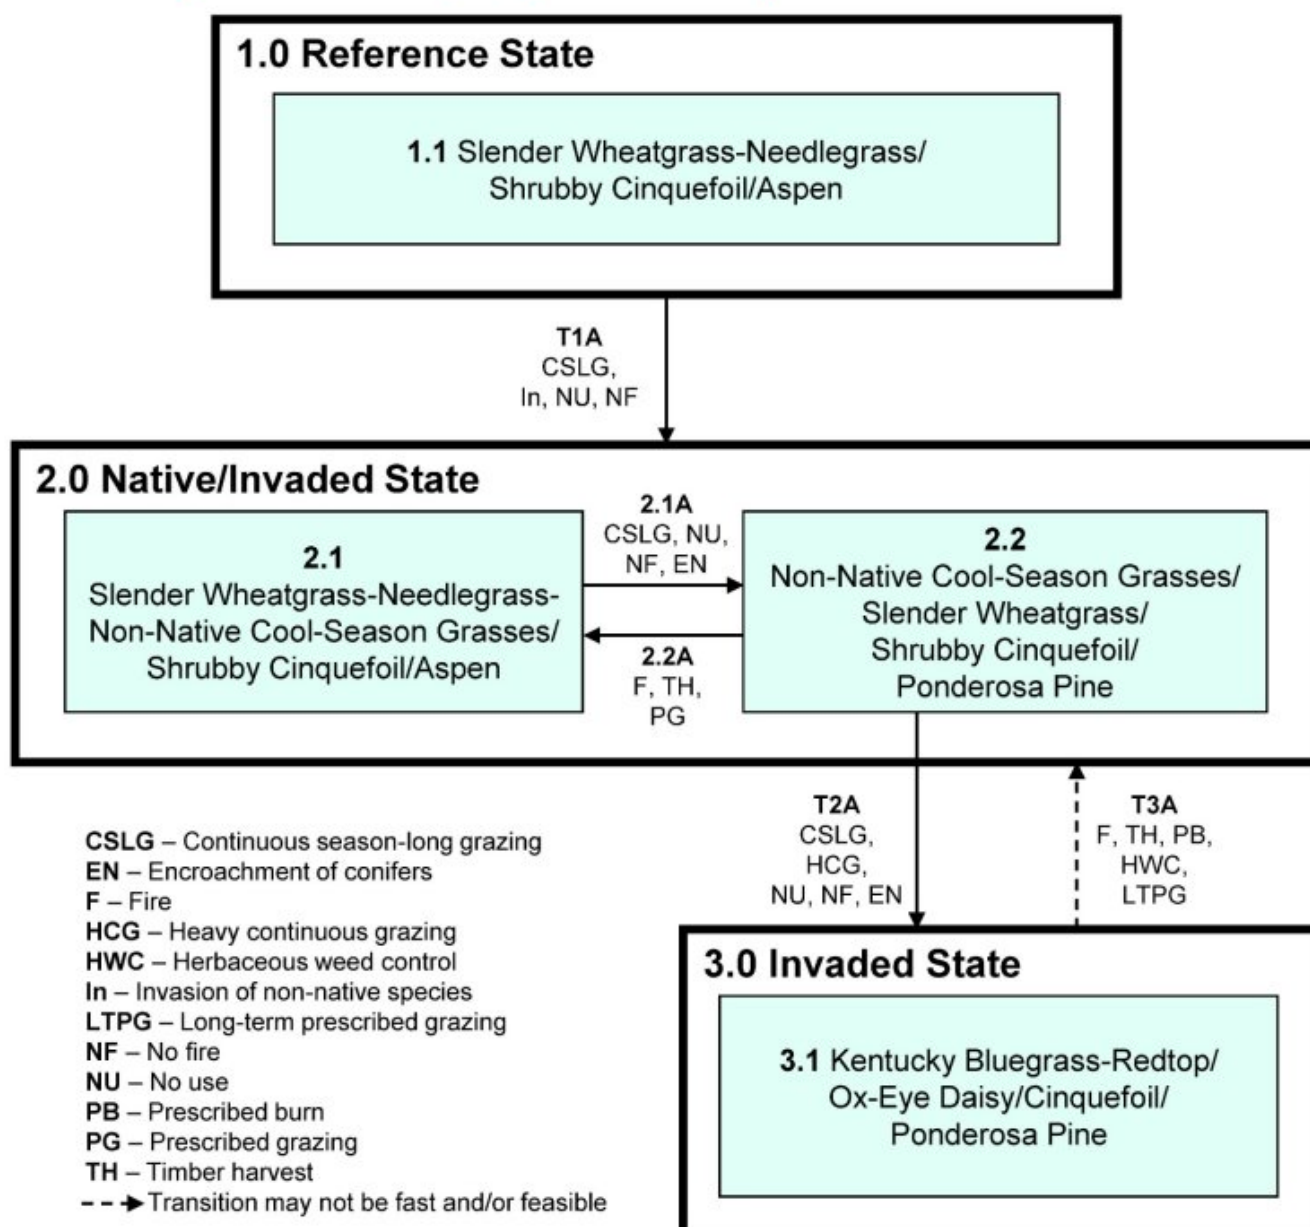 1.0 Reference State
1.1 Slender Wheatgrass-Needlegrass/
Shrubby Cinquefoil/Aspen
T1A
CSLG,
In, NU, NF
2.0 Native/Invaded State
2.1
Slender Wheatgrass-Needlegrass-
Non-Native Cool-Season Grasses/
Shrubby Cinquefoil/Aspen
2.1A
CSLG, NU,
NF, EN
2.2A
F, TH,
PG
2.2
Non-Native Cool-Season Grasses/
Slender Wheatgrass/
Shrubby Cinquefoil/
Ponderosa Pine
T2A
CSLG,
HCG,
NU, NF, EN
T3A
F, TH, PB,
HWC,
LTPG
CSLG – Continuous season-long grazing
EN – Encroachment of conifers
F – Fire
HCG – Heavy continuous grazing
HWC – Herbaceous weed control
In – Invasion of non-native species
LTPG – Long-term prescribed grazing
NF – No fire
NU – No use
PB – Prescribed burn
PG – Prescribed grazing
TH – Timber harvest
Transition may not be fast and/or feasible
3.0 Invaded State
3.1 Kentucky Bluegrass-Redtop/
Ox-Eye Daisy/Cinquefoil/
Ponderosa Pine